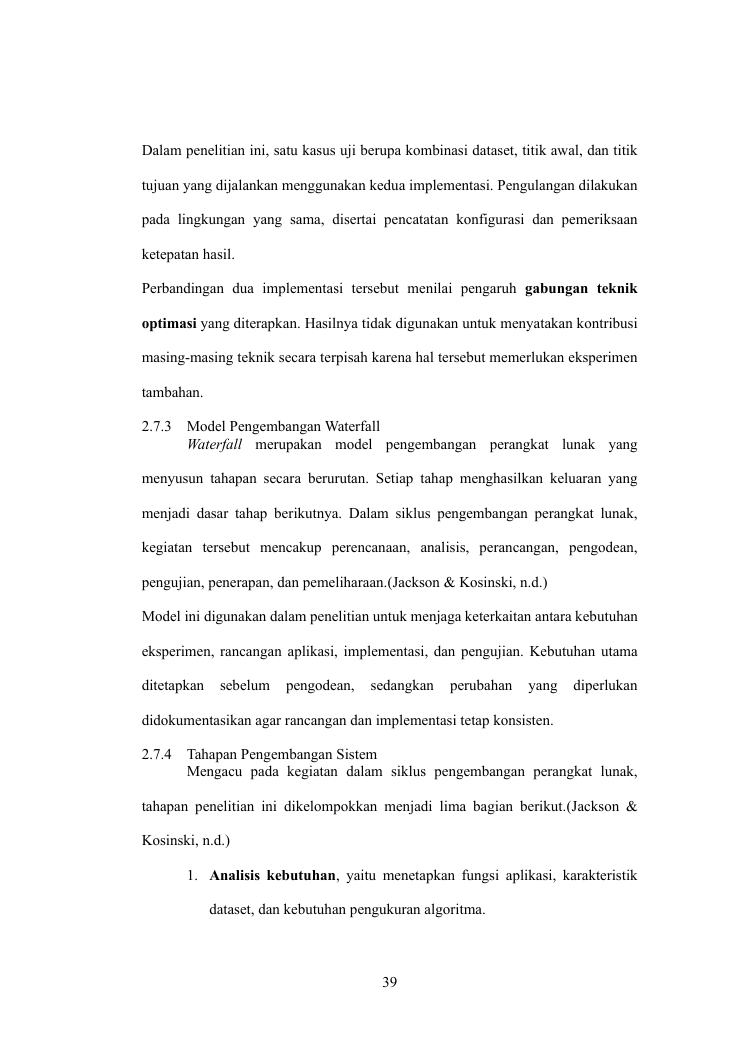 Dalam penelitian ini, satu kasus uji berupa kombinasi dataset, titik awal, dan titik
tujuan yang dijalankan menggunakan kedua implementasi. Pengulangan dilakukan
pada lingkungan yang sama, disertai pencatatan konfigurasi dan pemeriksaan
ketepatan hasil.
Perbandingan dua implementasi tersebut menilai pengaruh gabungan teknik
optimasi yang diterapkan. Hasilnya tidak digunakan untuk menyatakan kontribusi
masing-masing teknik secara terpisah karena hal tersebut memerlukan eksperimen
tambahan.
2.7.3 Model Pengembangan Waterfall
Waterfall merupakan model pengembangan perangkat lunak yang
menyusun tahapan secara berurutan. Setiap tahap menghasilkan keluaran yang
menjadi dasar tahap berikutnya. Dalam siklus pengembangan perangkat lunak,
kegiatan tersebut mencakup perencanaan, analisis, perancangan, pengodean,
pengujian, penerapan, dan pemeliharaan.(Jackson & Kosinski, n.d.)
Model ini digunakan dalam penelitian untuk menjaga keterkaitan antara kebutuhan
eksperimen, rancangan aplikasi, implementasi, dan pengujian. Kebutuhan utama
ditetapkan sebelum pengodean, sedangkan perubahan yang diperlukan
didokumentasikan agar rancangan dan implementasi tetap konsisten.
2.7.4 Tahapan Pengembangan Sistem
Mengacu pada kegiatan dalam siklus pengembangan perangkat lunak,
tahapan penelitian ini dikelompokkan menjadi lima bagian berikut.(Jackson &
Kosinski, n.d.)
1. Analisis kebutuhan, yaitu menetapkan fungsi aplikasi, karakteristik
dataset, dan kebutuhan pengukuran algoritma.
39